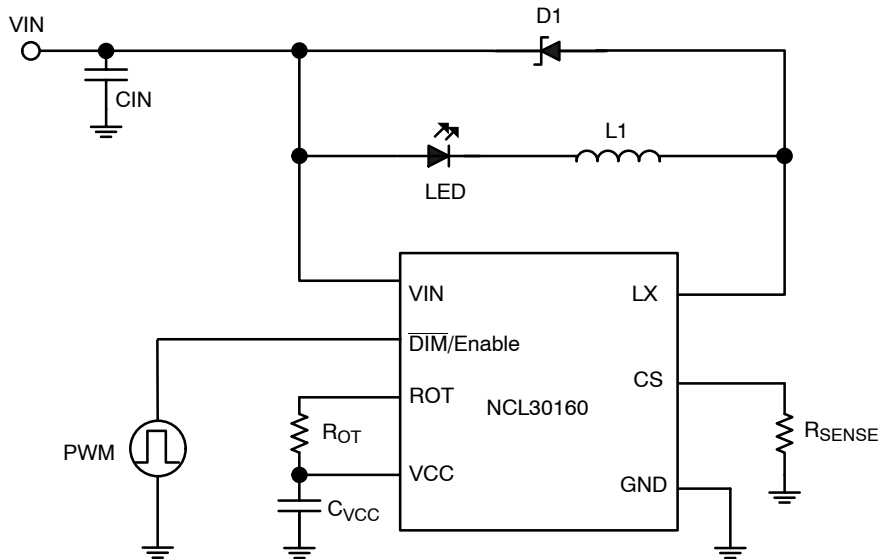 VIN
D1
CIN
L1
LED
VIN
LX
DIM/Enable
CS
ROT
NCL30160
ROT
RSENSE
PWM
VCC
GND
CVCC